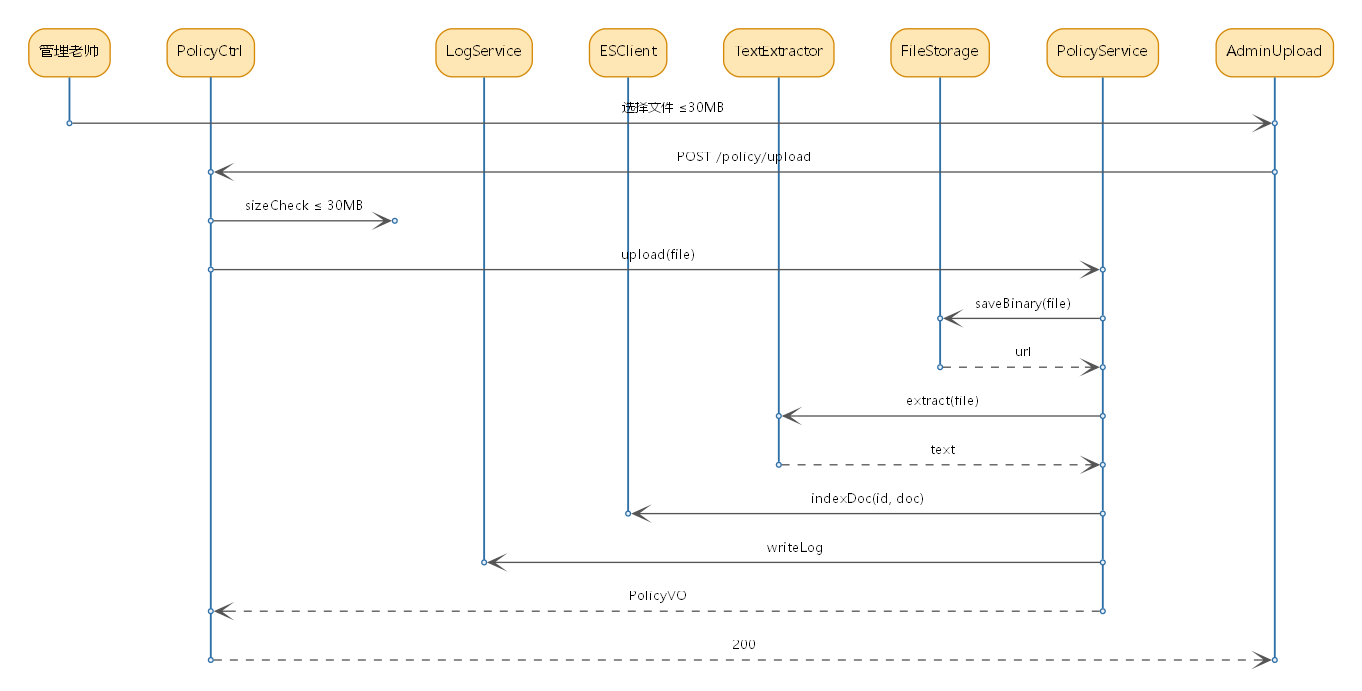 管理老师
PolicyCtrl
LogService
ESClient
TextExtractor
FileStorage
PolicyService
AdminUpload
选择文件 ≤30MB
POST /policy/upload
sizeCheck ≤ 30MB
upload(file)
saveBinary(file)
url
extract(file)
text
indexDoc(id, doc)
writeLog
PolicyVO
200